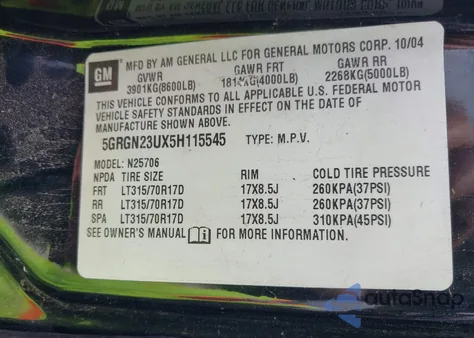 GM
MFD BY AM GENERAL LLC FOR GENERAL MOTORS CORP. 10/04
GVWR GAWR FRT GAWR RR
3901KG(8600LB) 1814KG(4000LB) 2268KG(5000LB)
THIS VEHICLE CONFORMS TO ALL APPLICABLE U.S. FEDERAL MOTOR
VEHICLE SAFETY STANDARDS IN EFFECT ON THE DATE OF
MANUFACTURE SHOWN ABOVE.
5GRGN23UX5H115545 TYPE: M.P.V.
MODEL: N25706
NPDA TIRE SIZE RIM COLD TIRE PRESSURE
FRT LT315/70R17D 17X8.5J 260KPA(37PSI)
RR LT315/70R17D 17X8.5J 260KPA(37PSI)
SPA LT315/70R17D 17X8.5J 310KPA(45PSI)
SEE OWNER'S MANUAL FOR MORE INFORMATION.
autoSnap